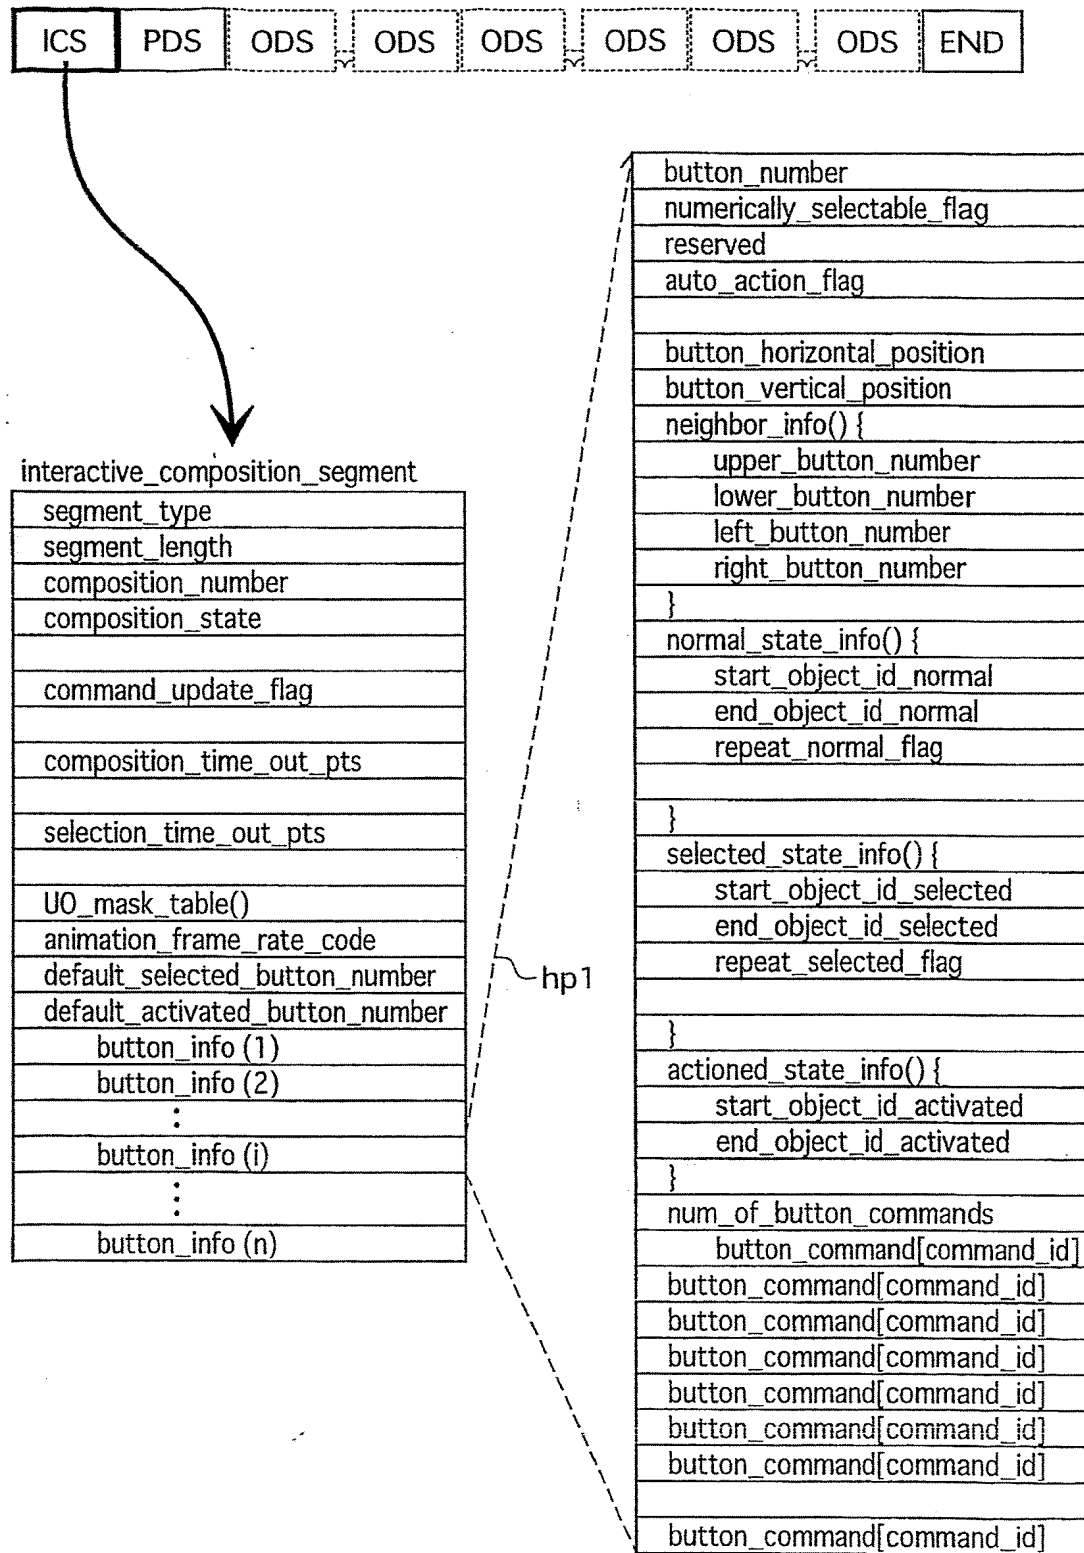 ICS PDS ODS ODS ODS ODS ODS ODS END
interactive_composition_segment
segment_type
segment_length
composition_number
composition_state
command_update_flag
composition_time_out_pts
selection_time_out_pts
UO_mask_table()
animation_frame_rate_code
default_selected_button_number
default_activated_button_number
button_info (1)
button_info (2)
⋮
button_info (i)
⋮
button_info (n)
hp1
button_number
numerically_selectable_flag
reserved
auto_action_flag
button_horizontal_position
button_vertical_position
neighbor_info() {
upper_button_number
lower_button_number
left_button_number
right_button_number
}
normal_state_info() {
start_object_id_normal
end_object_id_normal
repeat_normal_flag
}
selected_state_info() {
start_object_id_selected
end_object_id_selected
repeat_selected_flag
}
actioned_state_info() {
start_object_id_activated
end_object_id_activated
}
num_of_button_commands
button_command[command_id]
button_command[command_id]
button_command[command_id]
button_command[command_id]
button_command[command_id]
button_command[command_id]
button_command[command_id]
button_command[command_id]